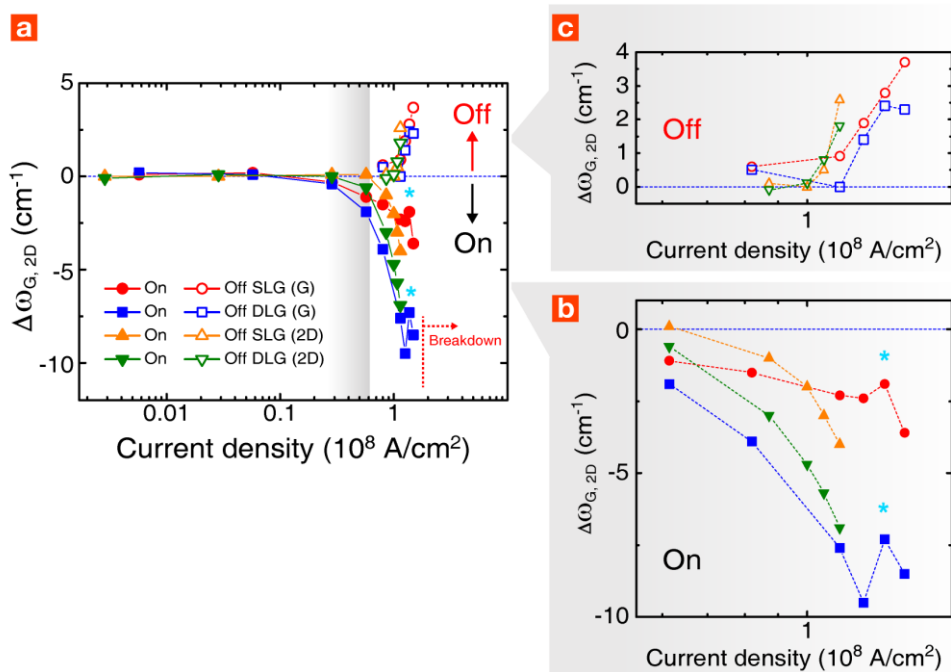 a
5
0
-5
-10
Δω_G, 2D (cm⁻¹)
Off
On
*
*
On Off SLG (G)
On Off DLG (G)
On Off SLG (2D)
On Off DLG (2D)
Breakdown
0.01 0.1 1
Current density (10⁸ A/cm²)
c
4
3
2
1
0
Δω_G, 2D (cm⁻¹)
Off
1
Current density (10⁸ A/cm²)
b
0
-5
-10
Δω_G, 2D (cm⁻¹)
*
*
On
1
Current density (10⁸ A/cm²)